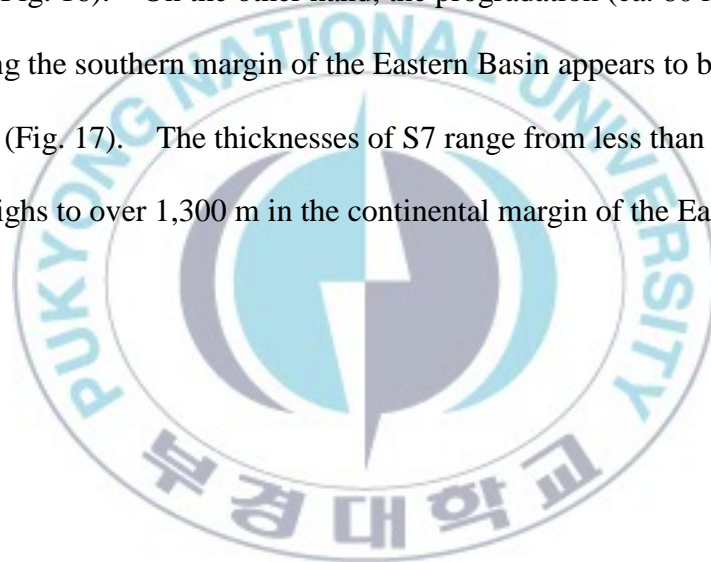 Fig. 16). On the other hand, the progradation (ca. 60
ng the southern margin of the Eastern Basin appears to b
(Fig. 17). The thicknesses of S7 range from less than
ighs to over 1,300 m in the continental margin of the Ea
PUKYONG NATIONAL UNIVERSITY
부경대학교